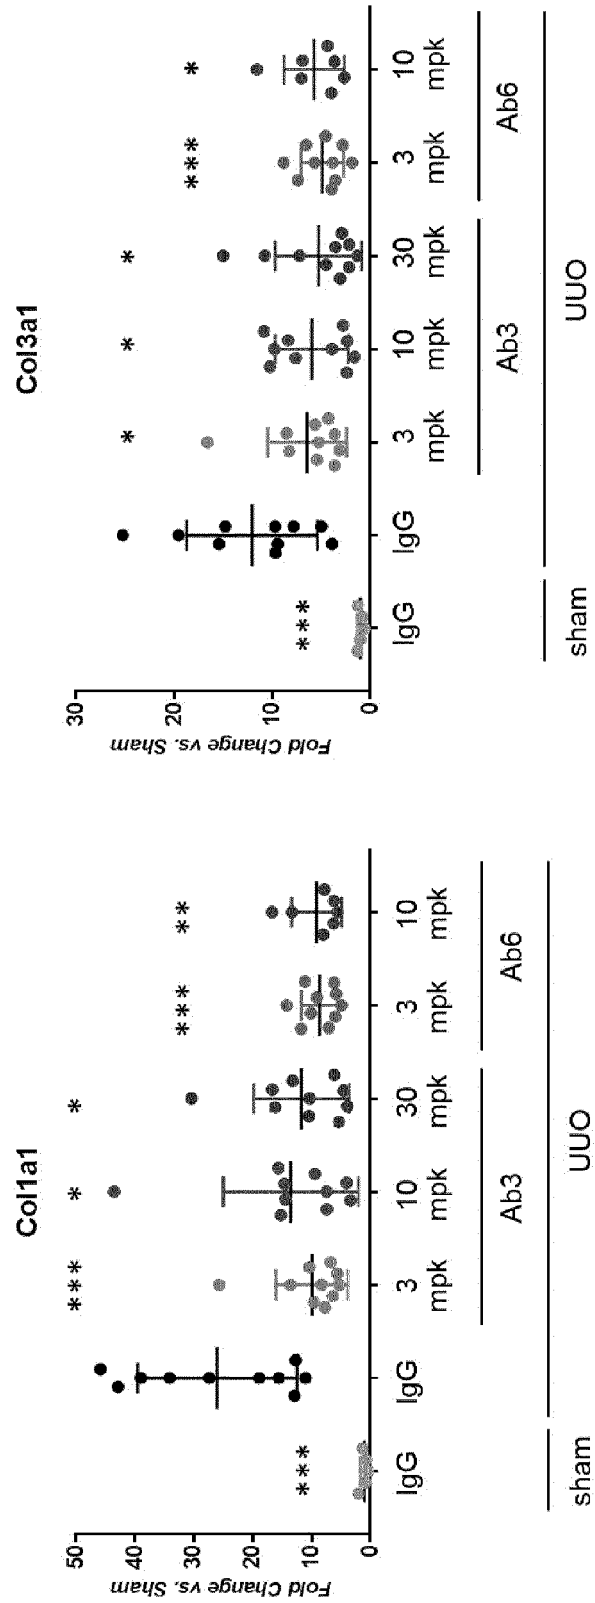 Col1a1
Fold Change vs. Sham
50
40
30
20
10
0
*** *** * * *** **
IgG IgG 3 10 30 3 10
mpk mpk mpk mpk mpk
Ab3 Ab6
sham UUO
Col3a1
Fold Change vs. Sham
30
20
10
0
*** * * * *** *
IgG IgG 3 10 30 3 10
mpk mpk mpk mpk mpk
Ab3 Ab6
sham UUO